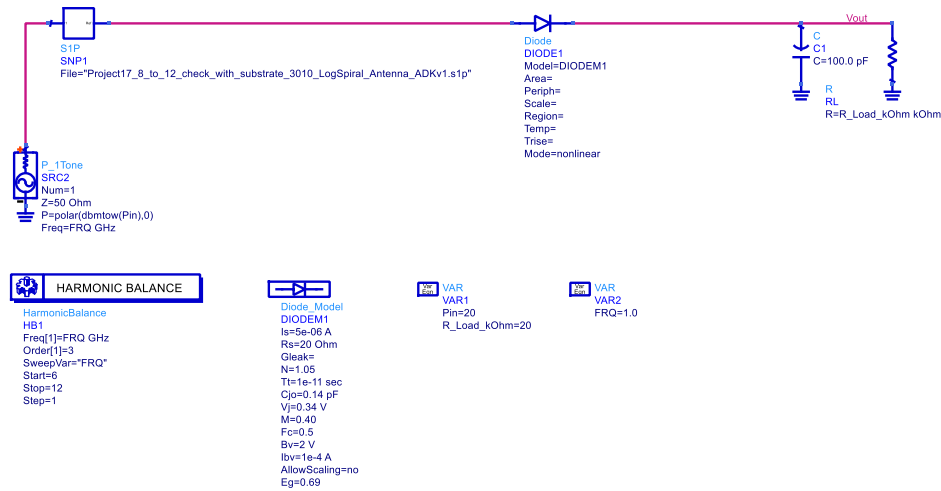 Vout
S1P
SNP1
File="Project17_8_to_12_check_with_substrate_3010_LogSpiral_Antenna_ADKv1.s1p"
Diode
DIODE1
Model=DIODEM1
Area=
Periph=
Scale=
Region=
Temp=
Trise=
Mode=nonlinear
C
C1
C=100.0 pF
R
RL
R=R_Load_kOhm kOhm
P_1Tone
SRC2
Num=1
Z=50 Ohm
P=polar(dbmtow(Pin),0)
Freq=FRQ GHz
HARMONIC BALANCE
HarmonicBalance
HB1
Freq[1]=FRQ GHz
Order[1]=3
SweepVar="FRQ"
Start=6
Stop=12
Step=1
Diode_Model
DIODEM1
Is=5e-06 A
Rs=20 Ohm
Gleak=
N=1.05
Tt=1e-11 sec
Cjo=0.14 pF
Vj=0.34 V
M=0.40
Fc=0.5
Bv=2 V
Ibv=1e-4 A
AllowScaling=no
Eg=0.69
Var
Eqn
VAR
VAR1
Pin=20
R_Load_kOhm=20
Var
Eqn
VAR
VAR2
FRQ=1.0